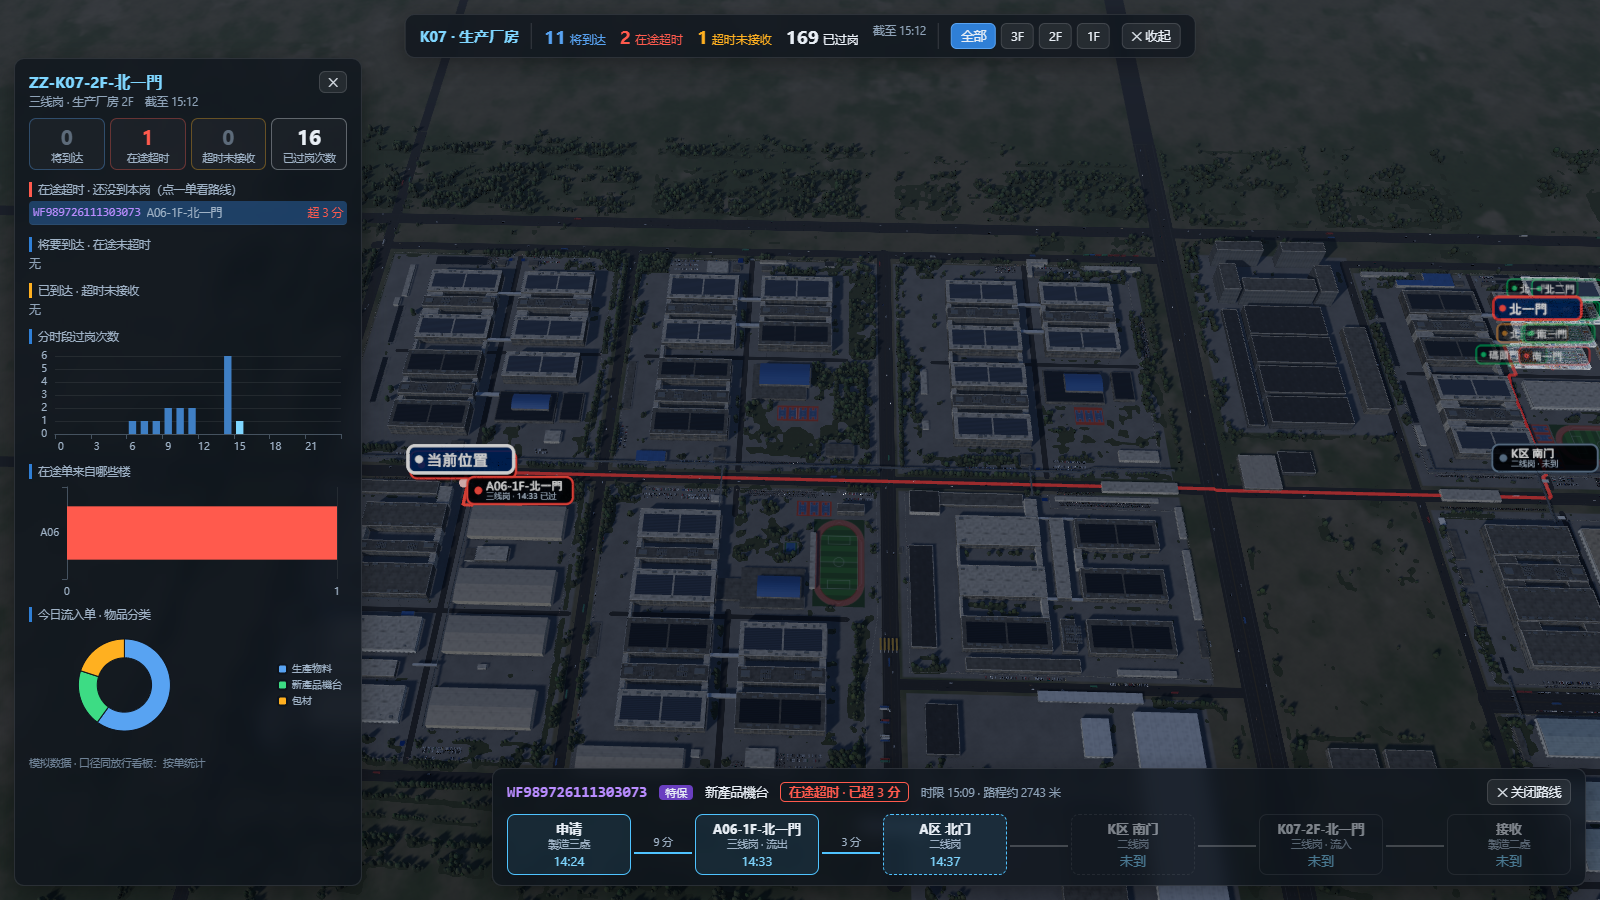 K07 · 生产厂房
11 将到达 2 在途超时 1 超时未接收 169 已过岗 截至 15:12
全部 3F 2F 1F ✕ 收起
ZZ-K07-2F-北一門 ✕
三线岗 · 生产厂房 2F 截至 15:12
0 1 0 16
将到达 在途超时 超时未接收 已过岗次数
在途超时 · 还没到本岗（点一单看路线）
WF989726111303073 A06-1F-北一門 超 3 分
将要到达 · 在途未超时
无
已到达 · 超时未接收
无
分时段过岗次数
6
5
4
3
2
1
0
0 3 6 9 12 15 18 21
在途单来自哪些楼
A06
0 1
今日流入单 · 物品分类
生產物料
新產品機台
包材
模拟数据 · 口径同放行看板：按单统计
当前位置
A06-1F-北一門
三线岗 · 14:33 已过
北二門
北一門
南二門
碼頭門
南一門
K区 南门
二线岗 · 未到
WF989726111303073 特保 新產品機台 在途超时 · 已超 3 分 时限 15:09 · 路程约 2743 米 ✕ 关闭路线
申请
製造三處
14:24
9 分
A06-1F-北一門
三线岗 · 流出
14:33
3 分
A区 北门
二线岗
14:37
K区 南门
二线岗
未到
K07-2F-北一門
三线岗 · 流入
未到
接收
製造二處
未到